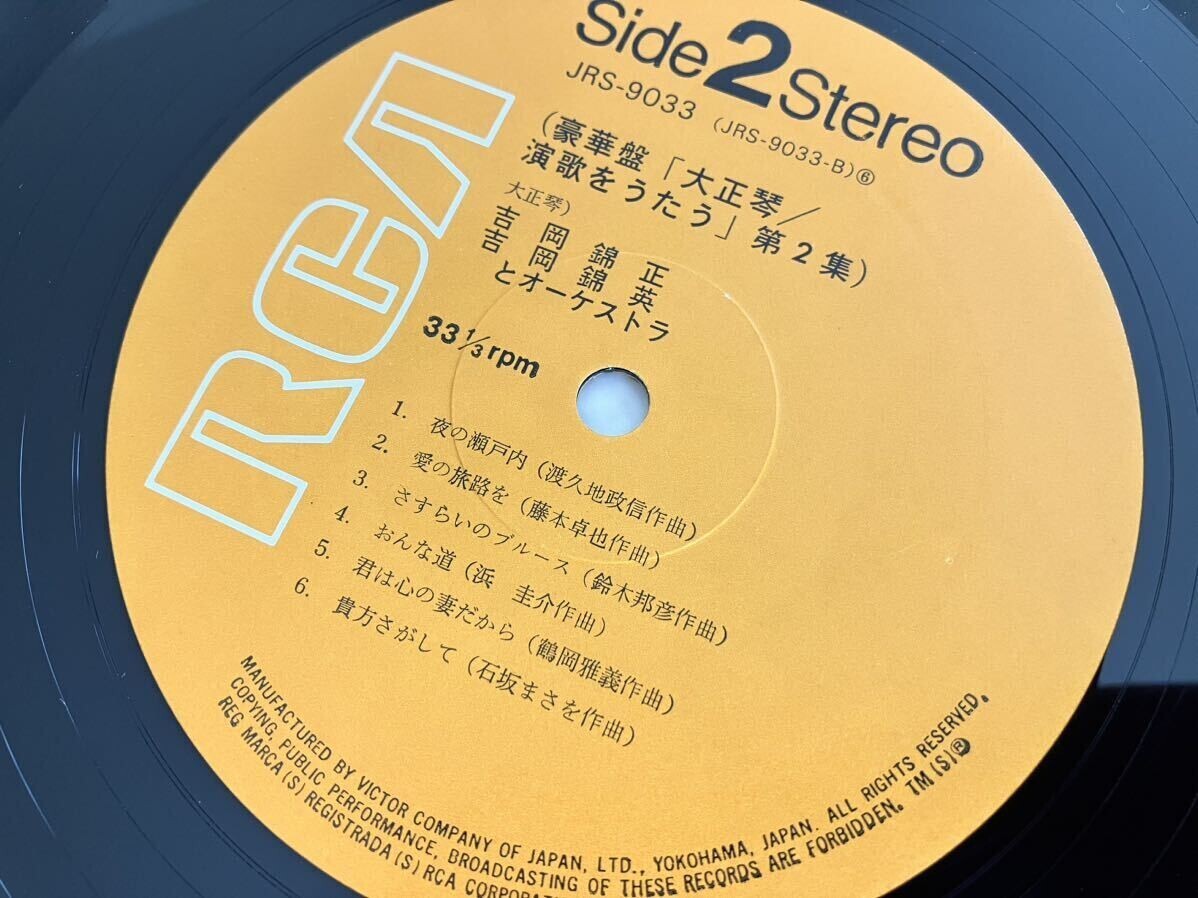 RCA
Side 2 Stereo
JRS-9033 (JRS-9033-B)⑥
(豪華盤「大正琴/
演歌をうたう」第2集)
大正琴)
吉岡錦正
吉岡錦英
とオーケストラ
33 1/3 rpm
1. 夜の瀬戸内 (渡久地政信作曲)
2. 愛の旅路を (藤本卓也作曲)
3. さすらいのブルース (鈴木邦彦作曲)
4. おんな道 (浜 圭介作曲)
5. 君は心の妻だから (鶴岡雅義作曲)
6. 貴方さがして (石坂まさを作曲)
MANUFACTURED BY VICTOR COMPANY OF JAPAN, LTD., YOKOHAMA, JAPAN. ALL RIGHTS RESERVED.
COPYING, PUBLIC PERFORMANCE, BROADCASTING OF THESE RECORDS ARE FORBIDDEN. TM(S)®
REG MARCA(S) REGISTRADA(S) RCA